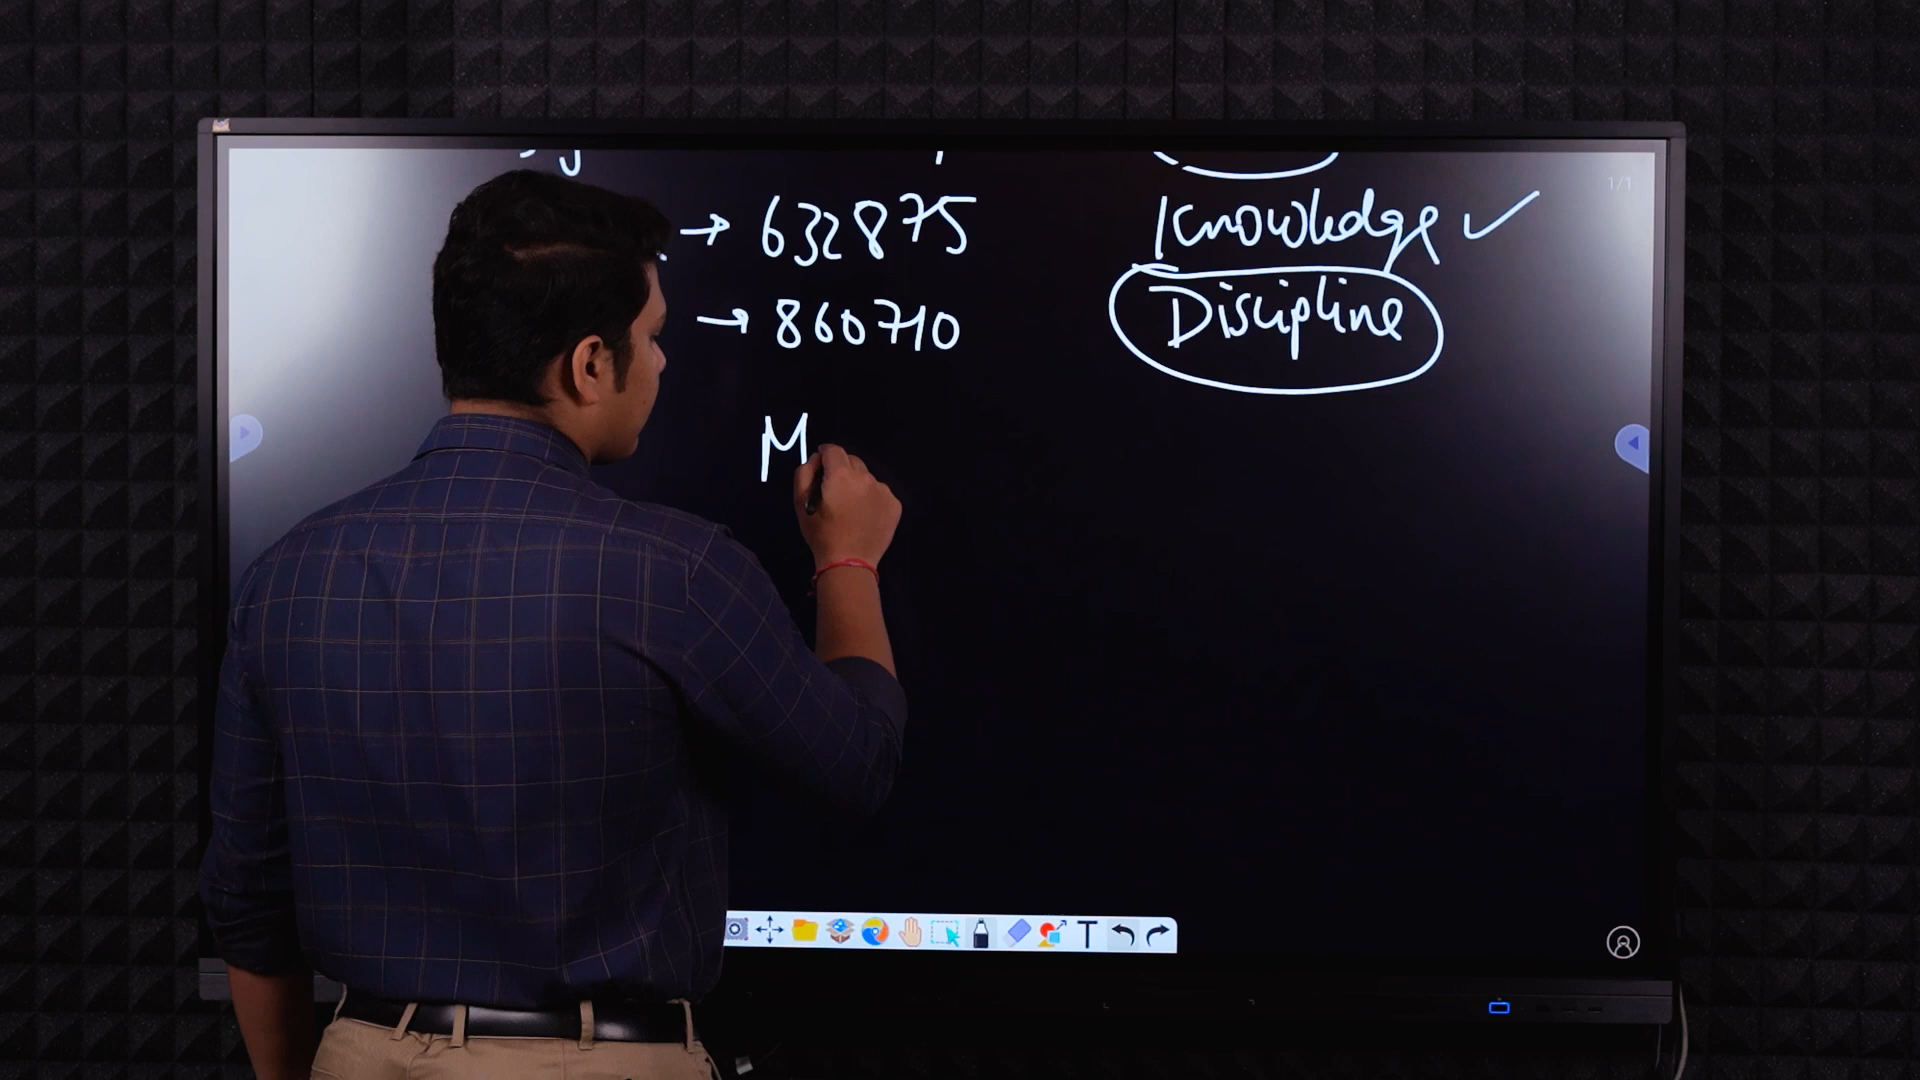 1/1
→ 632875
Knowledge ✓
→ 860710
Discipline
M
T